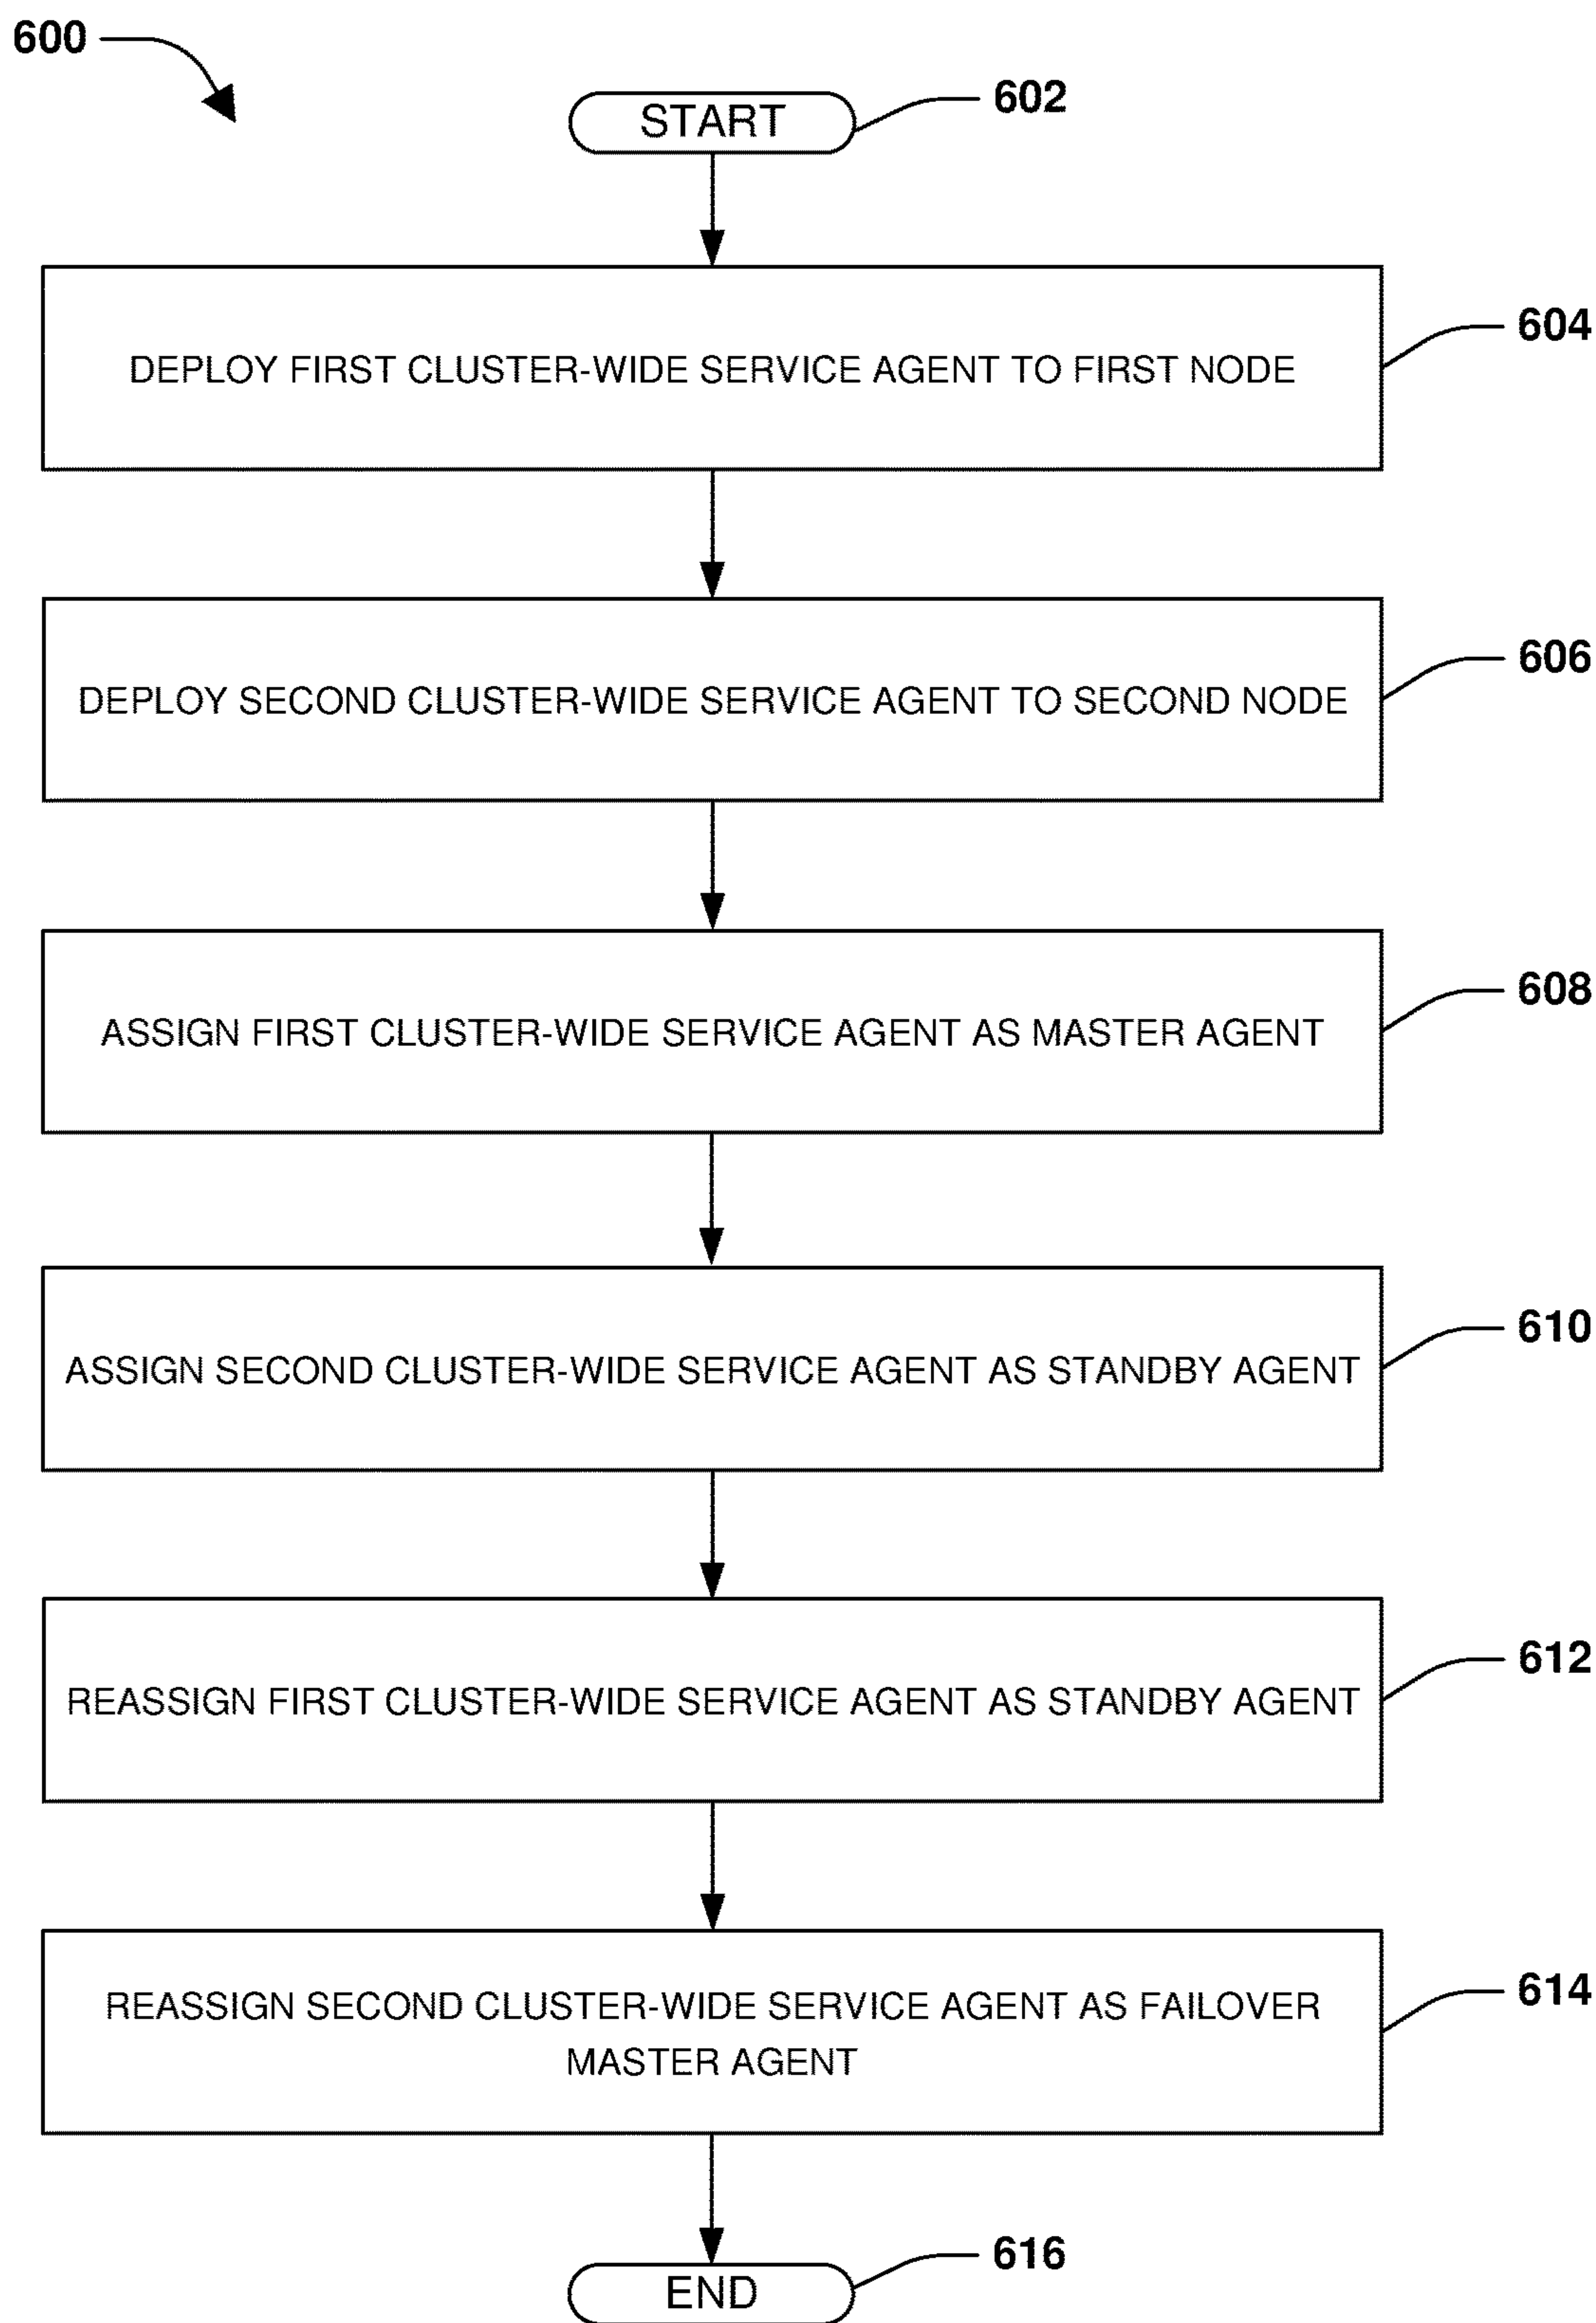 600
START
602
DEPLOY FIRST CLUSTER-WIDE SERVICE AGENT TO FIRST NODE
604
DEPLOY SECOND CLUSTER-WIDE SERVICE AGENT TO SECOND NODE
606
ASSIGN FIRST CLUSTER-WIDE SERVICE AGENT AS MASTER AGENT
608
ASSIGN SECOND CLUSTER-WIDE SERVICE AGENT AS STANDBY AGENT
610
REASSIGN FIRST CLUSTER-WIDE SERVICE AGENT AS STANDBY AGENT
612
REASSIGN SECOND CLUSTER-WIDE SERVICE AGENT AS FAILOVER
MASTER AGENT
614
END
616